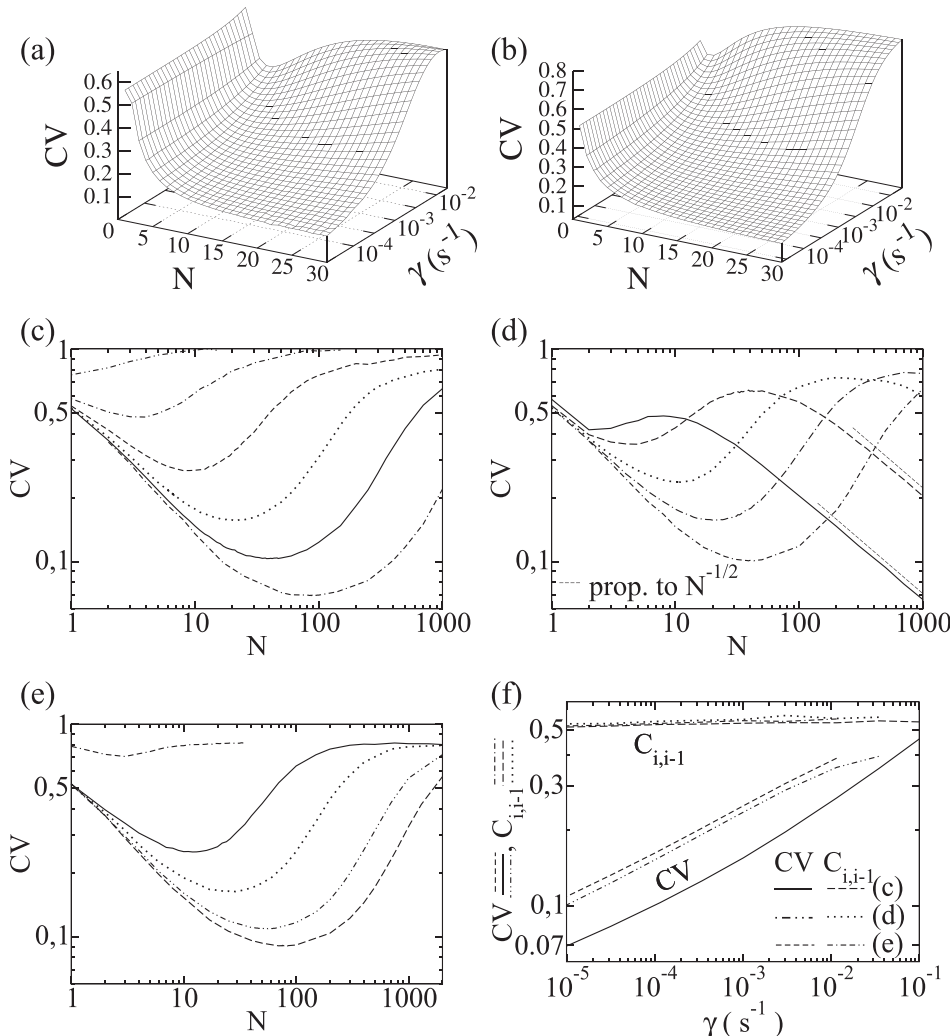 (a)
(b)
CV
0.6
0.5
0.4
0.3
0.2
0.1
0
5
10
15
20
25
30
N
10⁻⁴
10⁻³
10⁻²
γ (s⁻¹)
CV
0.8
0.7
0.6
0.5
0.4
0.3
0.2
0.1
0
5
10
15
20
25
30
N
10⁻⁴
10⁻³
10⁻²
γ (s⁻¹)
(c)
CV
1
0,5
0,1
1
10
100
1000
N
(d)
CV
1
0,5
0,1
prop. to N⁻¹/²
1
10
100
1000
N
(e)
CV
1
0,5
0,1
1
10
100
1000
N
(f)
CV, C_{i,i-1}
0.5
0.3
0.1
0.07
C_{i,i-1}
CV
CV C_{i,i-1}
(c)
(d)
(e)
10⁻⁵
10⁻⁴
10⁻³
10⁻²
10⁻¹
γ (s⁻¹)